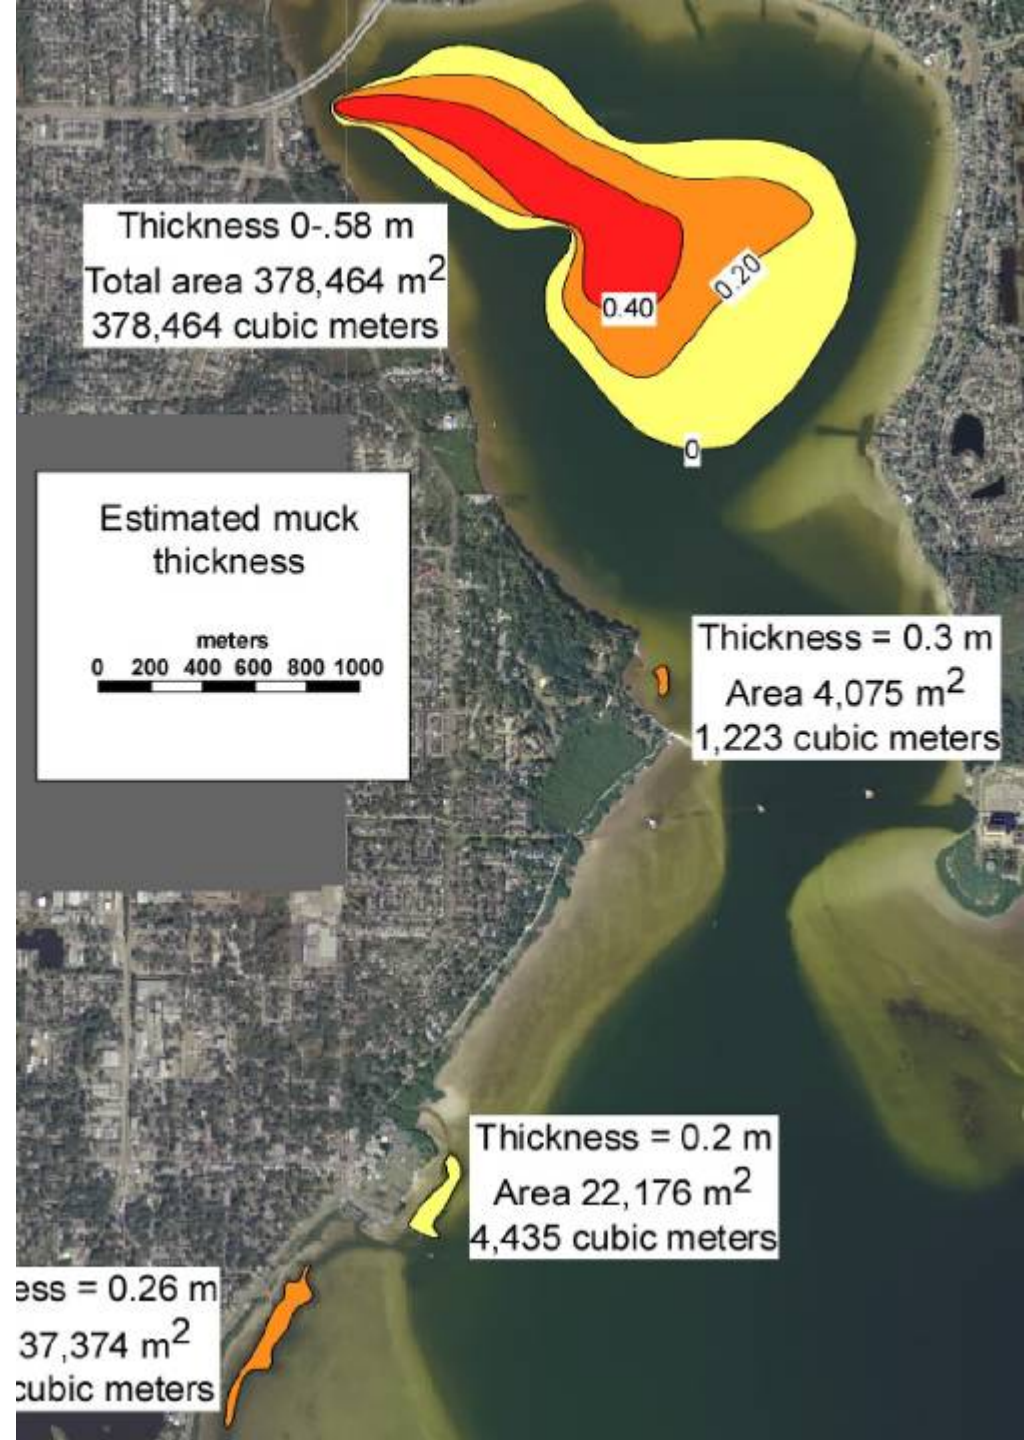 Thickness 0-.58 m
Total area 378,464 m2
378,464 cubic meters
0.20
0.40
0
Estimated muck
thickness
meters
0 200 400 600 800 1000
Thickness = 0.3 m
Area 4,075 m2
1,223 cubic meters
Thickness = 0.2 m
Area 22,176 m2
4,435 cubic meters
ess = 0.26 m
37,374 m2
cubic meters